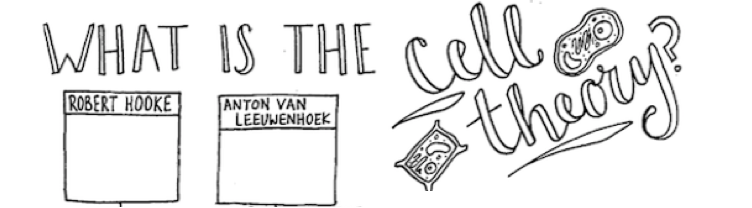 WHAT IS THE
cell
theory?
ROBERT HOOKE
ANTON VAN
LEEUWENHOEK